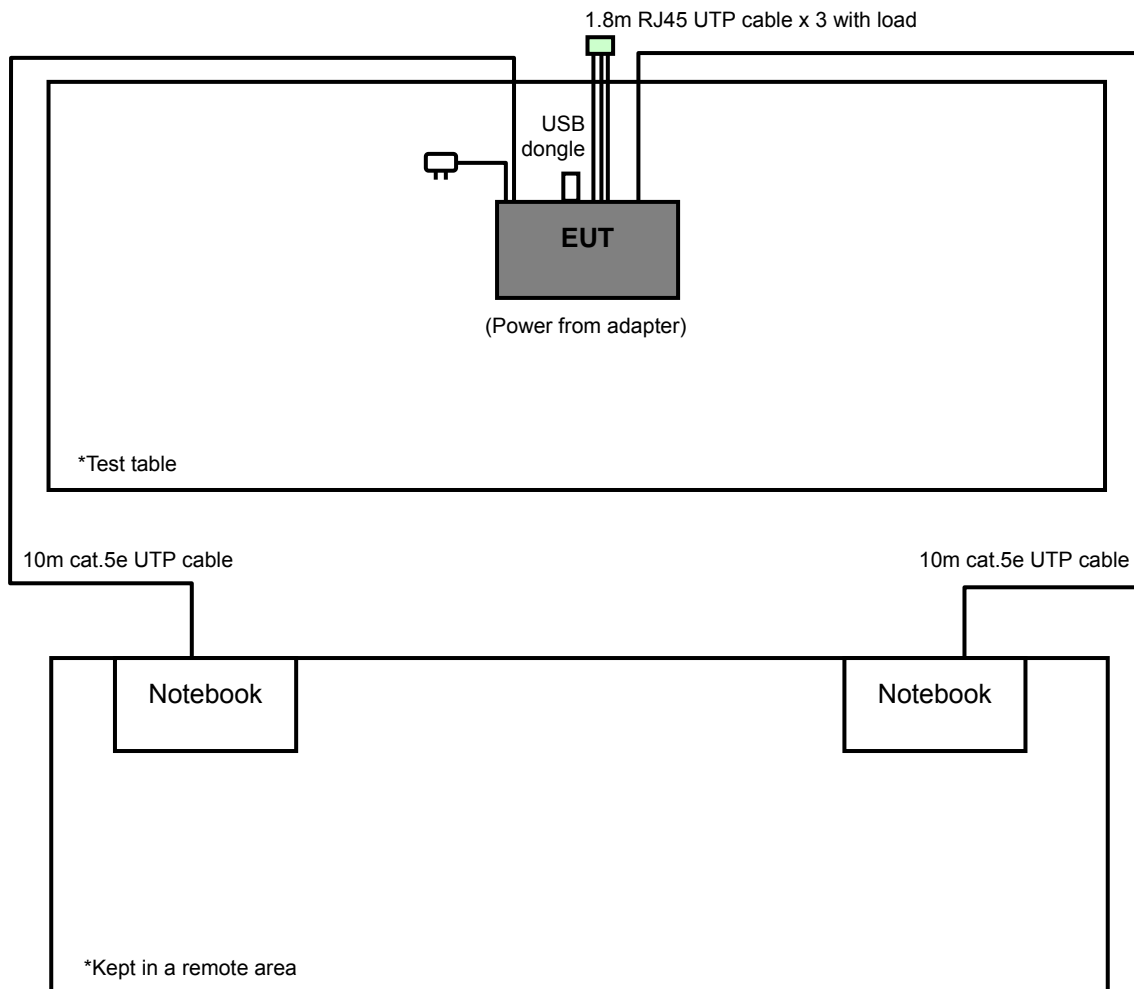 1.8m RJ45 UTP cable x 3 with load
USB
dongle
EUT
(Power from adapter)
*Test table
10m cat.5e UTP cable
10m cat.5e UTP cable
Notebook
Notebook
*Kept in a remote area